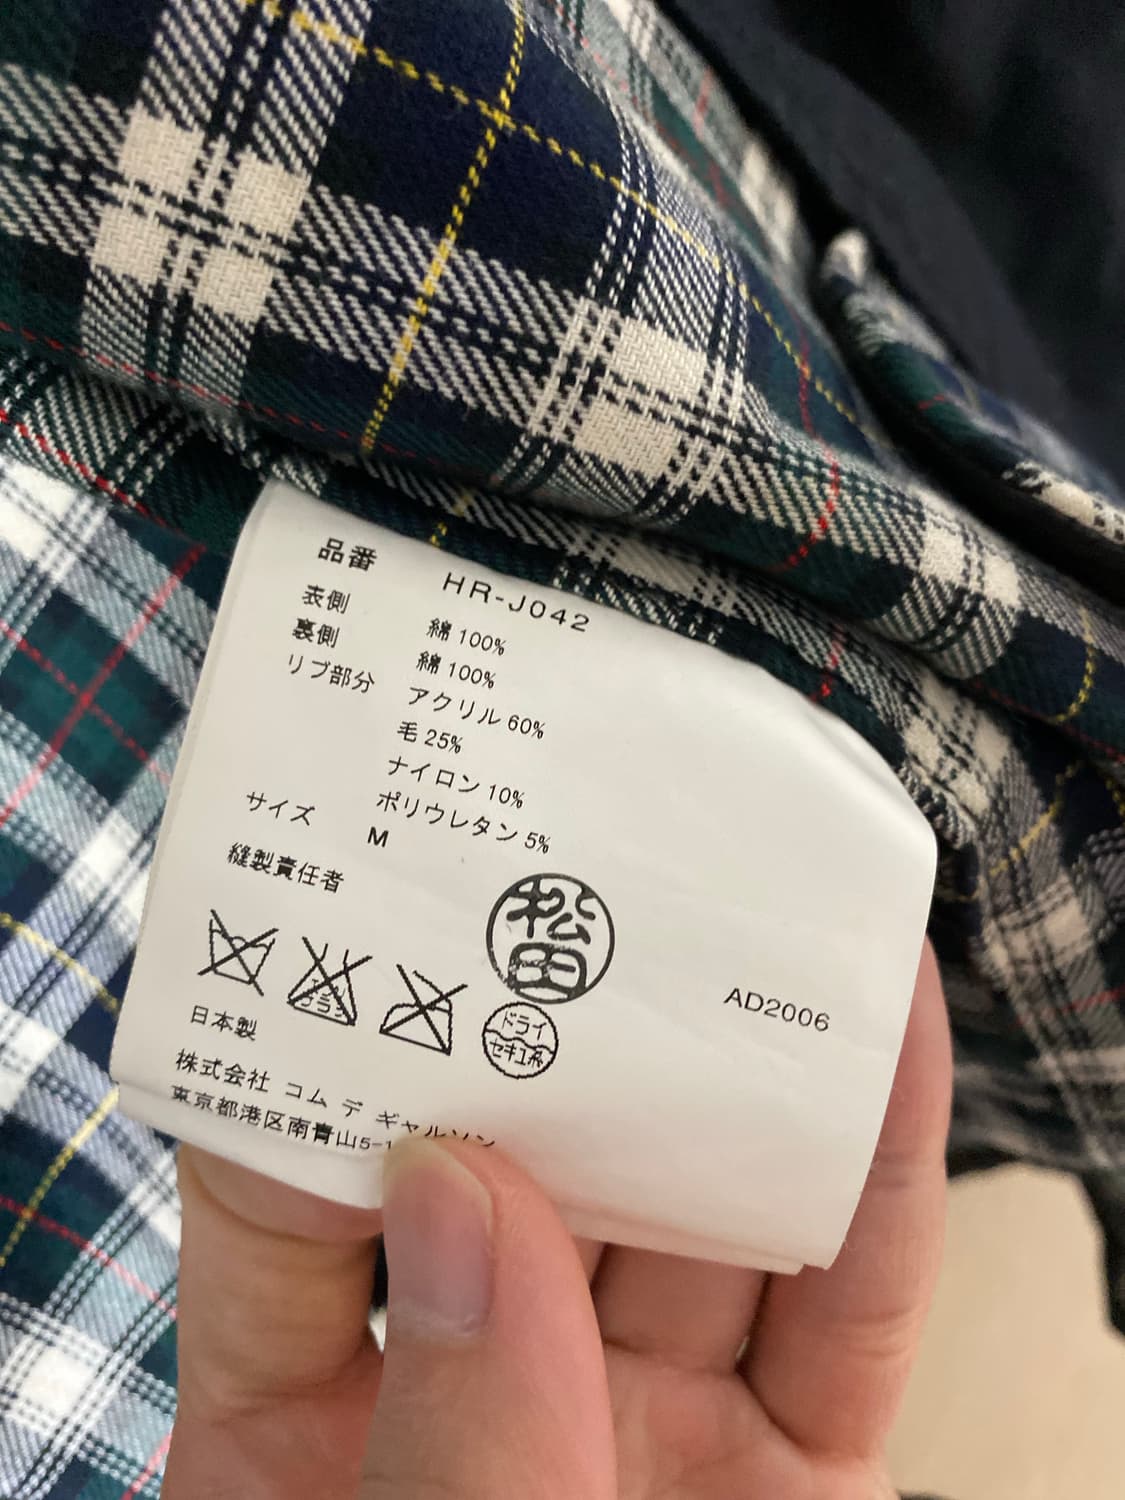 品番 HR-J042
表側 綿 100%
裏側 綿 100%
リブ部分 アクリル 60%
毛 25%
ナイロン 10%
ポリウレタン 5%
サイズ M
縫製責任者
松田
ドライ
セキユ系
AD2006
日本製
株式会社 コム デ ギャルソン
東京都港区南青山5-1